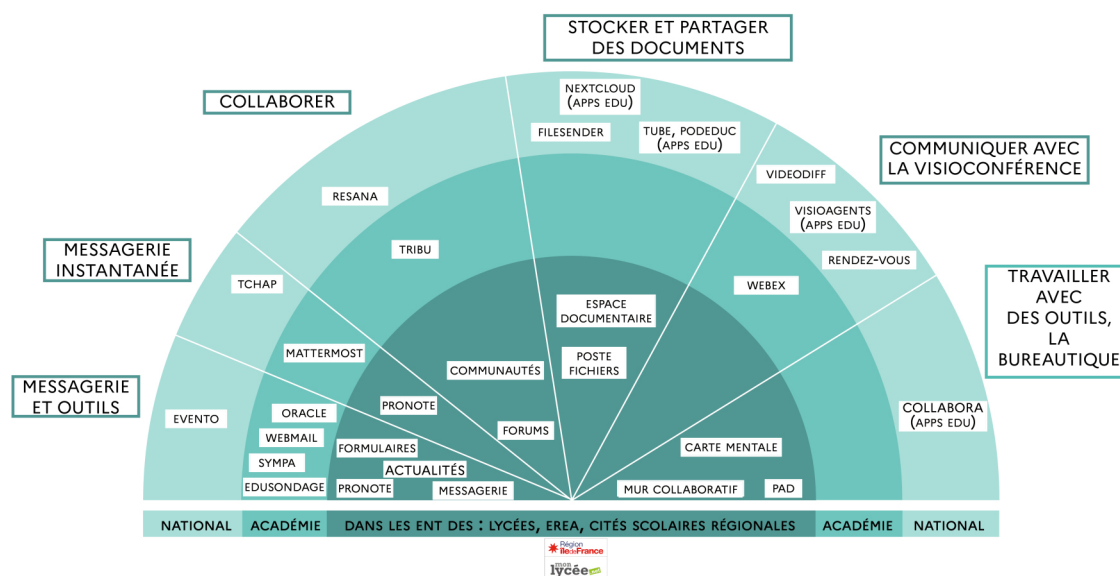 STOCKER ET PARTAGER
DES DOCUMENTS
COLLABORER
NEXTCLOUD
(APPS EDU)
FILESENDER
TUBE, PODEDUC
(APPS EDU)
COMMUNIQUER AVEC
LA VISIOCONFÉRENCE
VIDEODIFF
RESANA
VISIOAGENTS
(APPS EDU)
MESSAGERIE
INSTANTANÉE
TRIBU
RENDEZ-VOUS
TCHAP
WEBEX
TRAVAILLER
AVEC
DES OUTILS,
LA
BUREAUTIQUE
ESPACE
DOCUMENTAIRE
MATTERMOST
POSTE
FICHIERS
COMMUNAUTÉS
MESSAGERIE
ET OUTILS
EVENTO
ORACLE
PRONOTE
COLLABORA
(APPS EDU)
WEBMAIL
FORUMS
FORMULAIRES
CARTE MENTALE
SYMPA
ACTUALITÉS
EDUSONDAGE
PRONOTE
MESSAGERIE
MUR COLLABORATIF
PAD
NATIONAL
ACADÉMIE
DANS LES ENT DES : LYCÉES, EREA, CITÉS SCOLAIRES RÉGIONALES
ACADÉMIE
NATIONAL
Région
îledeFrance
mon
lycée.net